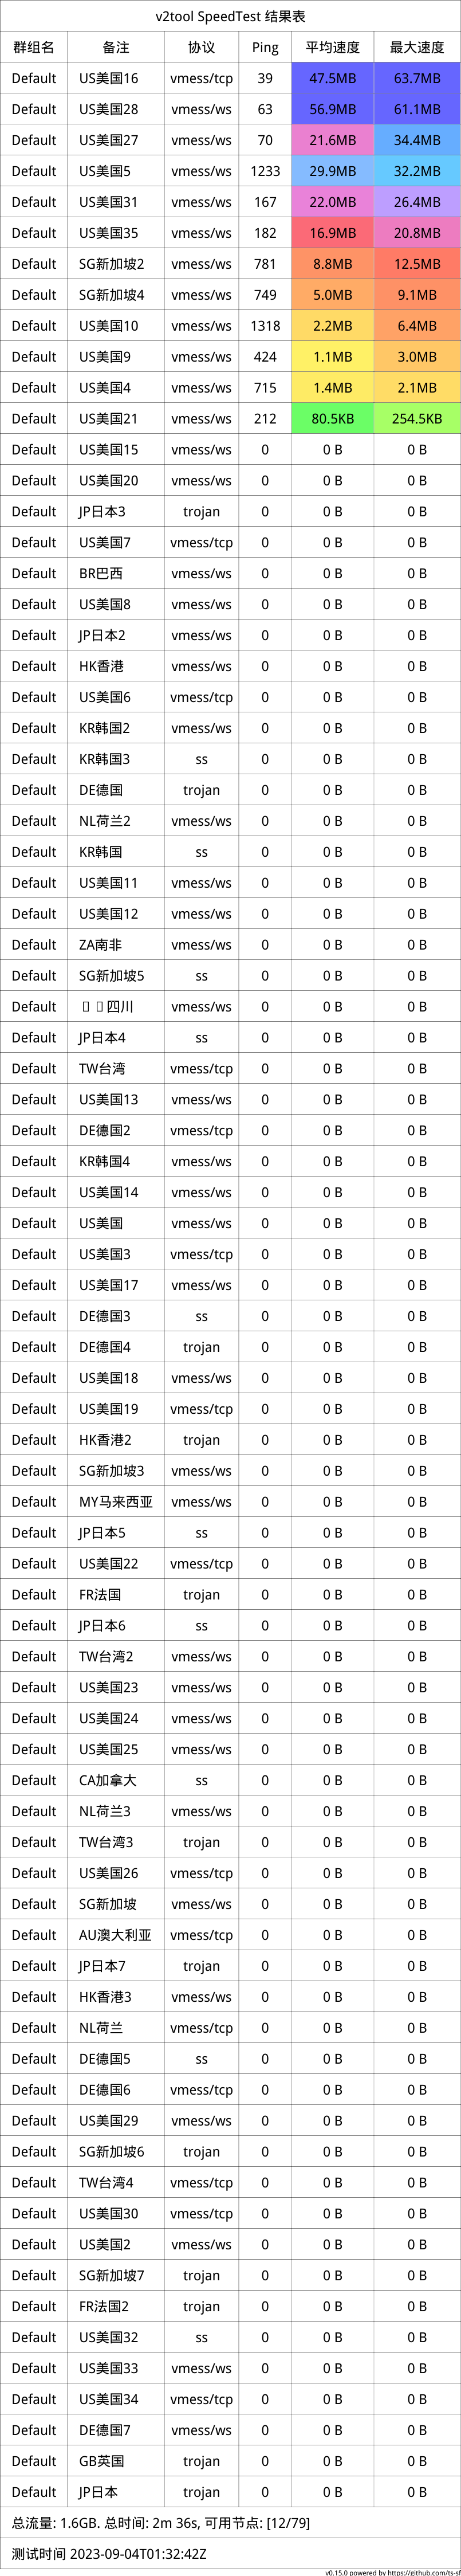 v2tool SpeedTest 结果表
群组名 备注 协议 Ping 平均速度 最大速度
Default US美国16 vmess/tcp 39 47.5MB 63.7MB
Default US美国28 vmess/ws 63 56.9MB 61.1MB
Default US美国27 vmess/ws 70 21.6MB 34.4MB
Default US美国5 vmess/ws 1233 29.9MB 32.2MB
Default US美国31 vmess/ws 167 22.0MB 26.4MB
Default US美国35 vmess/ws 182 16.9MB 20.8MB
Default SG新加坡2 vmess/ws 781 8.8MB 12.5MB
Default SG新加坡4 vmess/ws 749 5.0MB 9.1MB
Default US美国10 vmess/ws 1318 2.2MB 6.4MB
Default US美国9 vmess/ws 424 1.1MB 3.0MB
Default US美国4 vmess/ws 715 1.4MB 2.1MB
Default US美国21 vmess/ws 212 80.5KB 254.5KB
Default US美国15 vmess/ws 0 0 B 0 B
Default US美国20 vmess/ws 0 0 B 0 B
Default JP日本3 trojan 0 0 B 0 B
Default US美国7 vmess/tcp 0 0 B 0 B
Default BR巴西 vmess/ws 0 0 B 0 B
Default US美国8 vmess/ws 0 0 B 0 B
Default JP日本2 vmess/ws 0 0 B 0 B
Default HK香港 vmess/ws 0 0 B 0 B
Default US美国6 vmess/tcp 0 0 B 0 B
Default KR韩国2 vmess/ws 0 0 B 0 B
Default KR韩国3 ss 0 0 B 0 B
Default DE德国 trojan 0 0 B 0 B
Default NL荷兰2 vmess/ws 0 0 B 0 B
Default KR韩国 ss 0 0 B 0 B
Default US美国11 vmess/ws 0 0 B 0 B
Default US美国12 vmess/ws 0 0 B 0 B
Default ZA南非 vmess/ws 0 0 B 0 B
Default SG新加坡5 ss 0 0 B 0 B
Default 四川 vmess/ws 0 0 B 0 B
Default JP日本4 ss 0 0 B 0 B
Default TW台湾 vmess/tcp 0 0 B 0 B
Default US美国13 vmess/ws 0 0 B 0 B
Default DE德国2 vmess/tcp 0 0 B 0 B
Default KR韩国4 vmess/ws 0 0 B 0 B
Default US美国14 vmess/ws 0 0 B 0 B
Default US美国 vmess/ws 0 0 B 0 B
Default US美国3 vmess/tcp 0 0 B 0 B
Default US美国17 vmess/ws 0 0 B 0 B
Default DE德国3 ss 0 0 B 0 B
Default DE德国4 trojan 0 0 B 0 B
Default US美国18 vmess/ws 0 0 B 0 B
Default US美国19 vmess/tcp 0 0 B 0 B
Default HK香港2 trojan 0 0 B 0 B
Default SG新加坡3 vmess/ws 0 0 B 0 B
Default MY马来西亚 vmess/ws 0 0 B 0 B
Default JP日本5 ss 0 0 B 0 B
Default US美国22 vmess/tcp 0 0 B 0 B
Default FR法国 trojan 0 0 B 0 B
Default JP日本6 ss 0 0 B 0 B
Default TW台湾2 vmess/ws 0 0 B 0 B
Default US美国23 vmess/ws 0 0 B 0 B
Default US美国24 vmess/ws 0 0 B 0 B
Default US美国25 vmess/ws 0 0 B 0 B
Default CA加拿大 ss 0 0 B 0 B
Default NL荷兰3 vmess/ws 0 0 B 0 B
Default TW台湾3 trojan 0 0 B 0 B
Default US美国26 vmess/tcp 0 0 B 0 B
Default SG新加坡 vmess/ws 0 0 B 0 B
Default AU澳大利亚 vmess/tcp 0 0 B 0 B
Default JP日本7 trojan 0 0 B 0 B
Default HK香港3 vmess/ws 0 0 B 0 B
Default NL荷兰 vmess/tcp 0 0 B 0 B
Default DE德国5 ss 0 0 B 0 B
Default DE德国6 vmess/tcp 0 0 B 0 B
Default US美国29 vmess/ws 0 0 B 0 B
Default SG新加坡6 trojan 0 0 B 0 B
Default TW台湾4 vmess/tcp 0 0 B 0 B
Default US美国30 vmess/tcp 0 0 B 0 B
Default US美国2 vmess/ws 0 0 B 0 B
Default SG新加坡7 trojan 0 0 B 0 B
Default FR法国2 trojan 0 0 B 0 B
Default US美国32 ss 0 0 B 0 B
Default US美国33 vmess/ws 0 0 B 0 B
Default US美国34 vmess/tcp 0 0 B 0 B
Default DE德国7 vmess/ws 0 0 B 0 B
Default GB英国 trojan 0 0 B 0 B
Default JP日本 trojan 0 0 B 0 B
总流量: 1.6GB. 总时间: 2m 36s, 可用节点: [12/79]
测试时间 2023-09-04T01:32:42Z